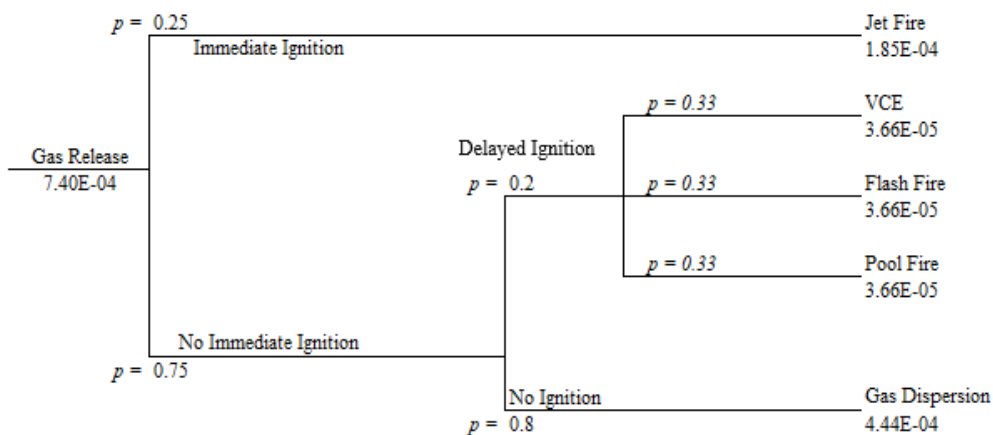 p = 0.25
Immediate Ignition
Jet Fire
1.85E-04
p = 0.33
VCE
3.66E-05
Delayed Ignition
Gas Release
7.40E-04
p = 0.2
p = 0.33
Flash Fire
3.66E-05
p = 0.33
Pool Fire
3.66E-05
No Immediate Ignition
p = 0.75
No Ignition
p = 0.8
Gas Dispersion
4.44E-04